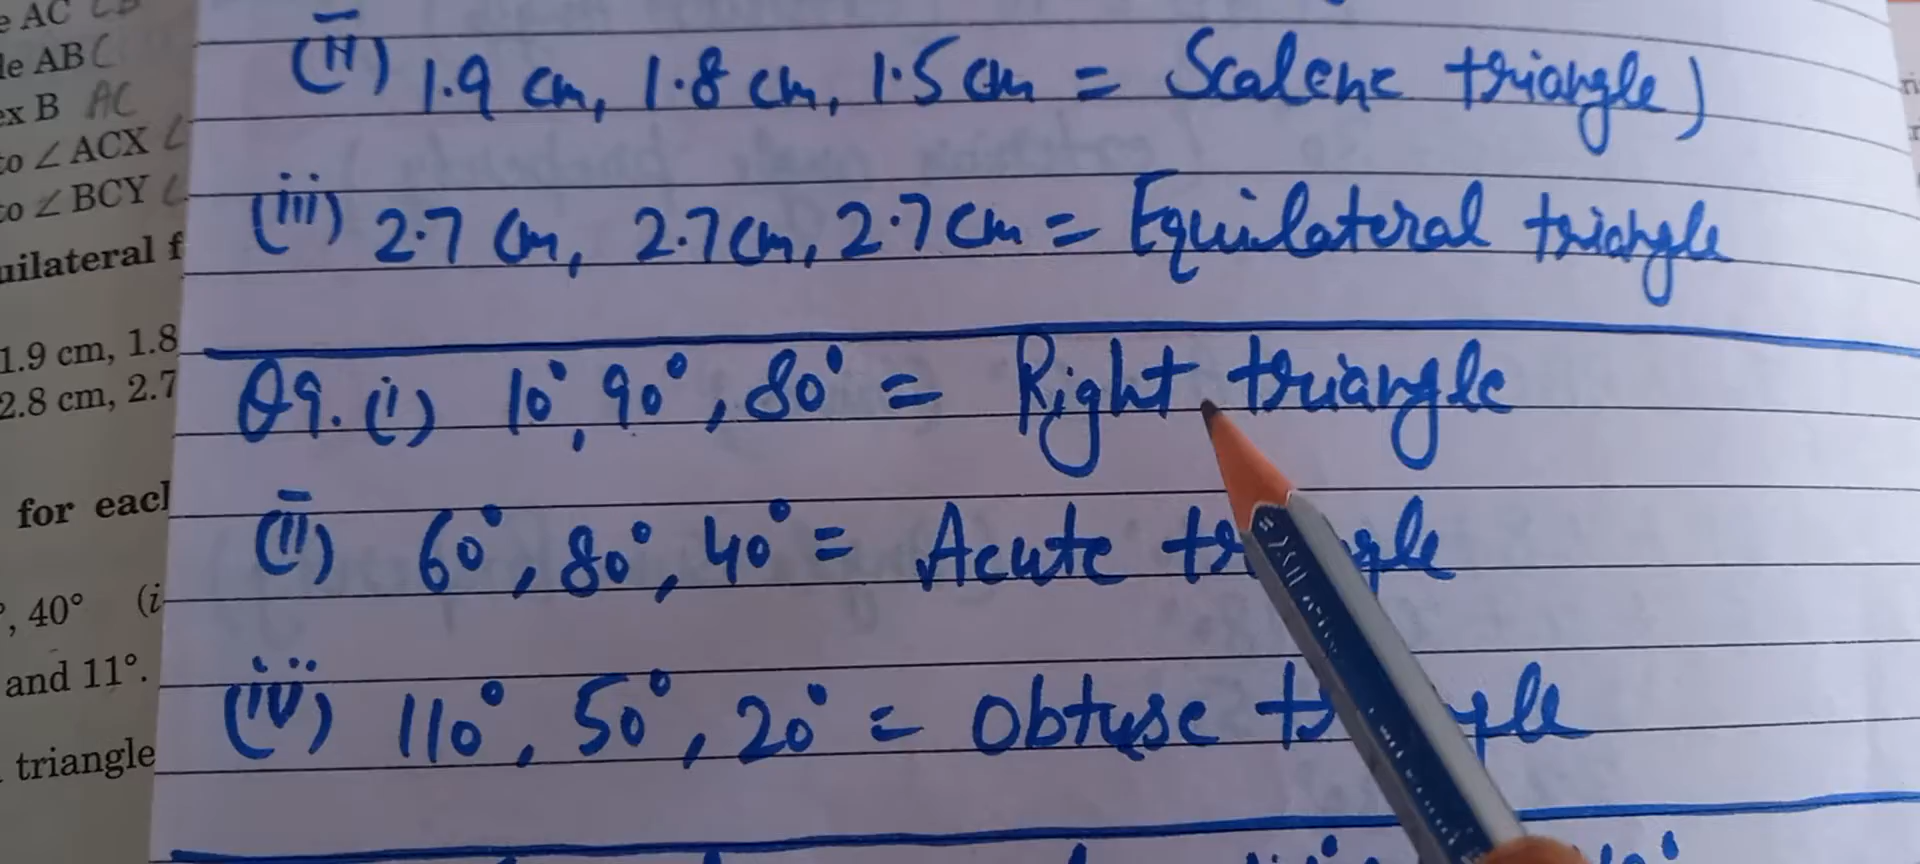 e AC
le AB C
ex B AC
to ∠ ACX ∠
to ∠ BCY ∠
uilateral f
1.9 cm, 1.8
2.8 cm, 2.7
for each
°, 40° (i
and 11°.
triangle
(ii) 1.9 cm, 1.8 cm, 1.5 cm = Scalene triangle)
(iii) 2.7 cm, 2.7 cm, 2.7 cm = Equilateral triangle
Q9. (i) 10°, 90°, 80° = Right triangle
(ii) 60°, 80°, 40° = Acute
(iv) 110°, 50°, 20° = Obtuse